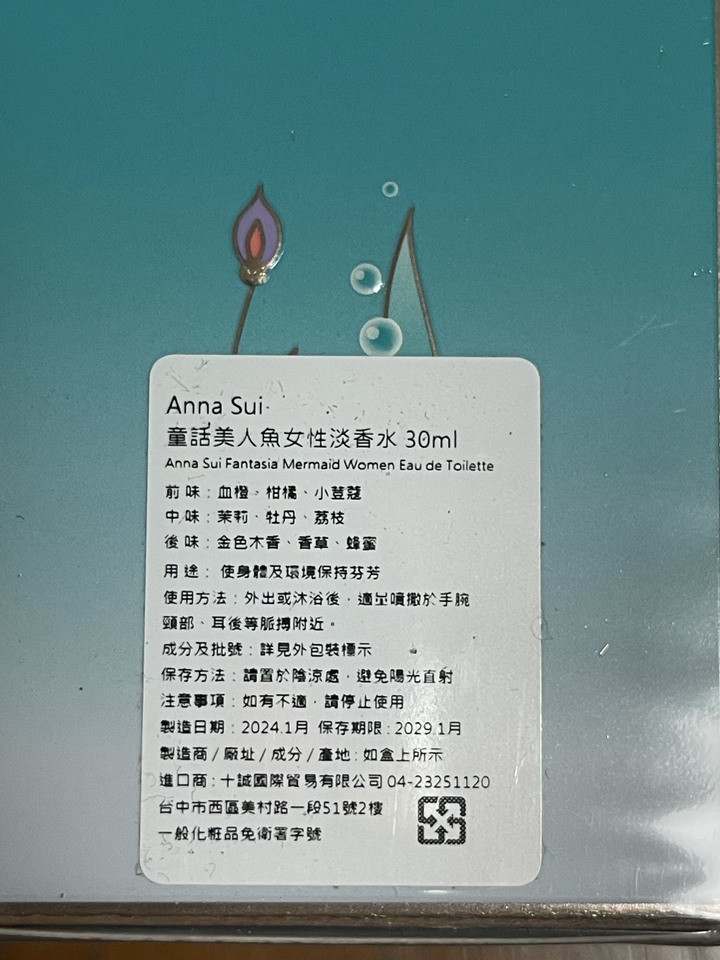 Anna Sui
童話美人魚女性淡香水 30ml
Anna Sui Fantasia Mermaid Women Eau de Toilette
前 味：血橙、柑橘、小荳蔻
中 味：茉莉、牡丹、荔枝
後 味：金色木香、香草、蜂蜜
用 途： 使身體及環境保持芬芳
使用方法：外出或沐浴後，適量噴撒於手腕
頸部、耳後等脈搏附近。
成分及批號：詳見外包裝標示
保存方法：請置於陰涼處，避免陽光直射
注意事項：如有不適，請停止使用
製造日期：2024.1月 保存期限：2029.1月
製造商/廠址/成分/產地：如盒上所示
進口商：十誠國際貿易有限公司 04-23251120
台中市西區美村路一段51號2樓
一般化粧品免衛署字號